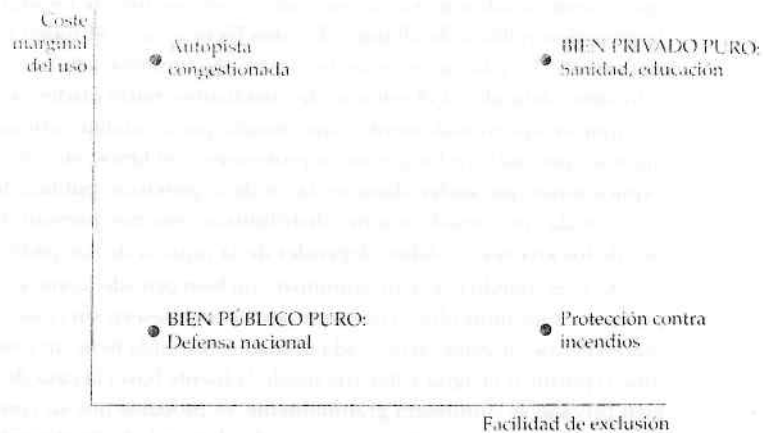 Coste
marginal
del uso
Autopista
congestionada
BIEN PRIVADO PURO:
Sanidad, educación
BIEN PÚBLICO PURO:
Defensa nacional
Protección contra
incendios
Facilidad de exclusión